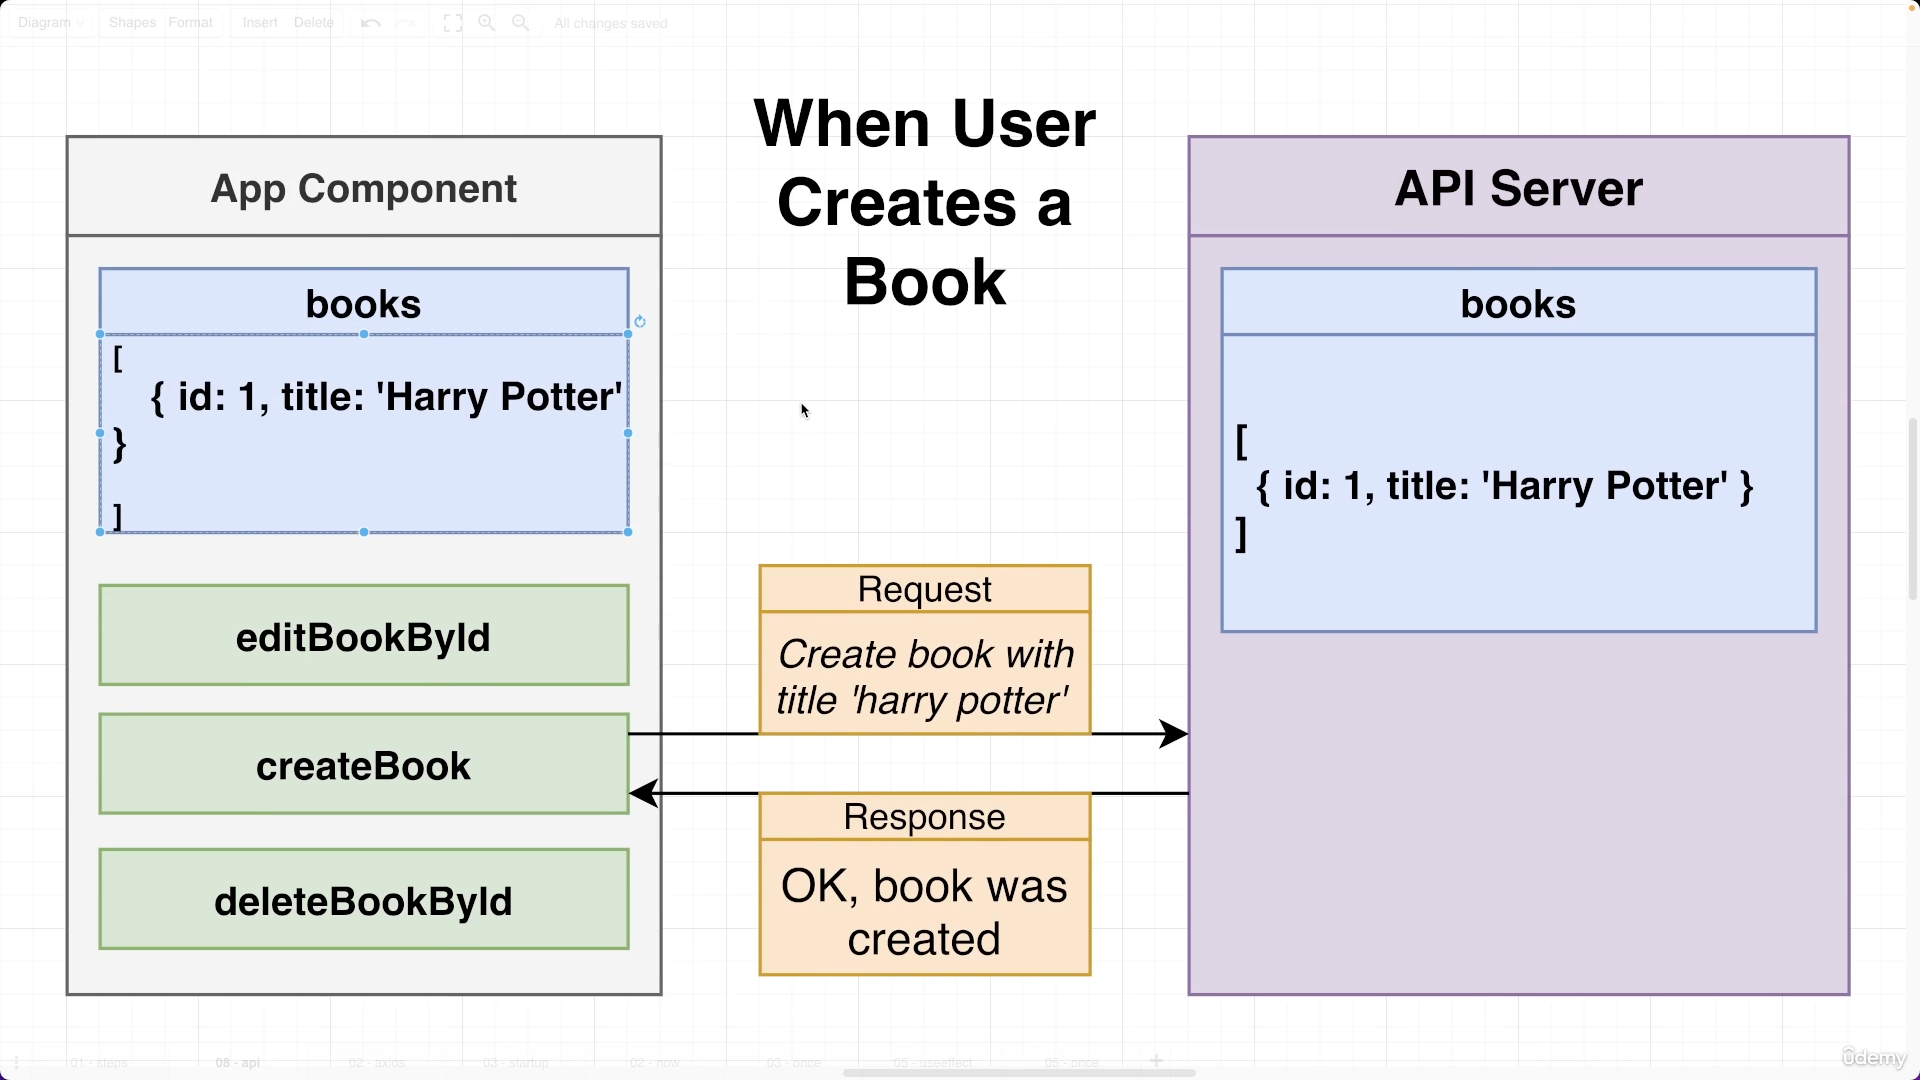 Diagram
Shapes
Format
Insert
Delete
All changes saved
When User
Creates a
Book
App Component
books
[
{ id: 1, title: 'Harry Potter'
}
]
editBookById
createBook
deleteBookById
Request
Create book with
title 'harry potter'
Response
OK, book was
created
API Server
books
[
{ id: 1, title: 'Harry Potter' }
]
01 - steps
08 - api
02 - axios
03 - startup
02 - now
03 - once
05 - useeffect
05 - once
ûdemy